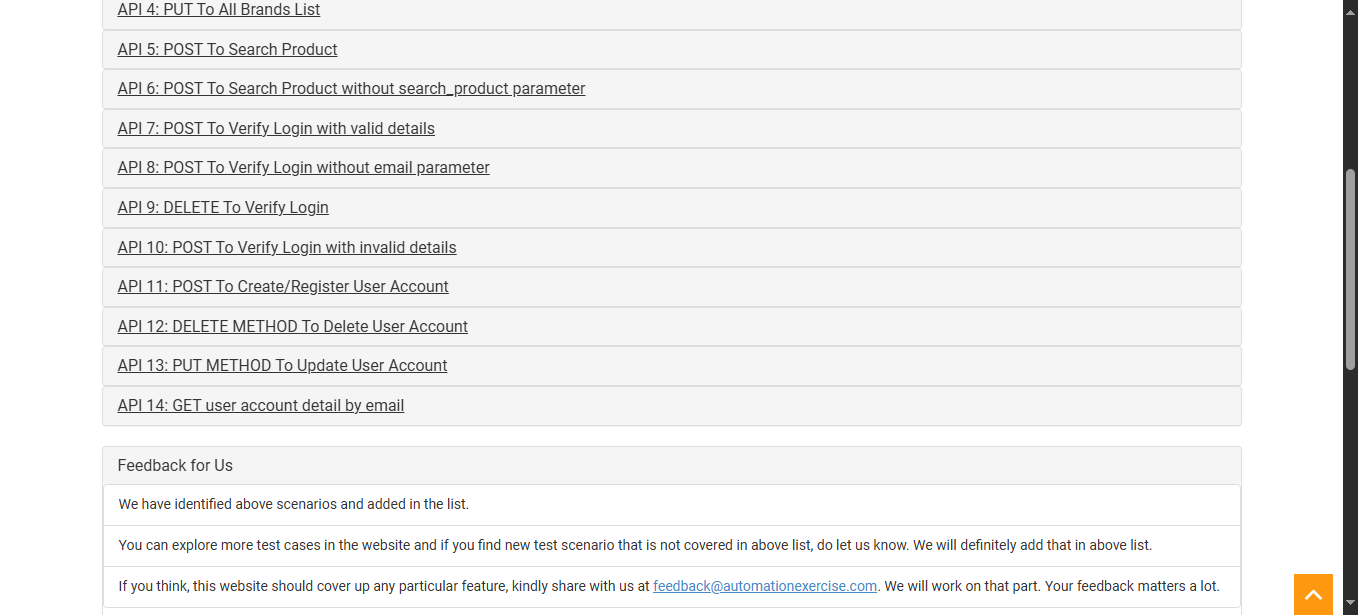 API 4: PUT To All Brands List
API 5: POST To Search Product
API 6: POST To Search Product without search_product parameter
API 7: POST To Verify Login with valid details
API 8: POST To Verify Login without email parameter
API 9: DELETE To Verify Login
API 10: POST To Verify Login with invalid details
API 11: POST To Create/Register User Account
API 12: DELETE METHOD To Delete User Account
API 13: PUT METHOD To Update User Account
API 14: GET user account detail by email
Feedback for Us
We have identified above scenarios and added in the list.
You can explore more test cases in the website and if you find new test scenario that is not covered in above list, do let us know. We will definitely add that in above list.
If you think, this website should cover up any particular feature, kindly share with us at feedback@automationexercise.com. We will work on that part. Your feedback matters a lot.